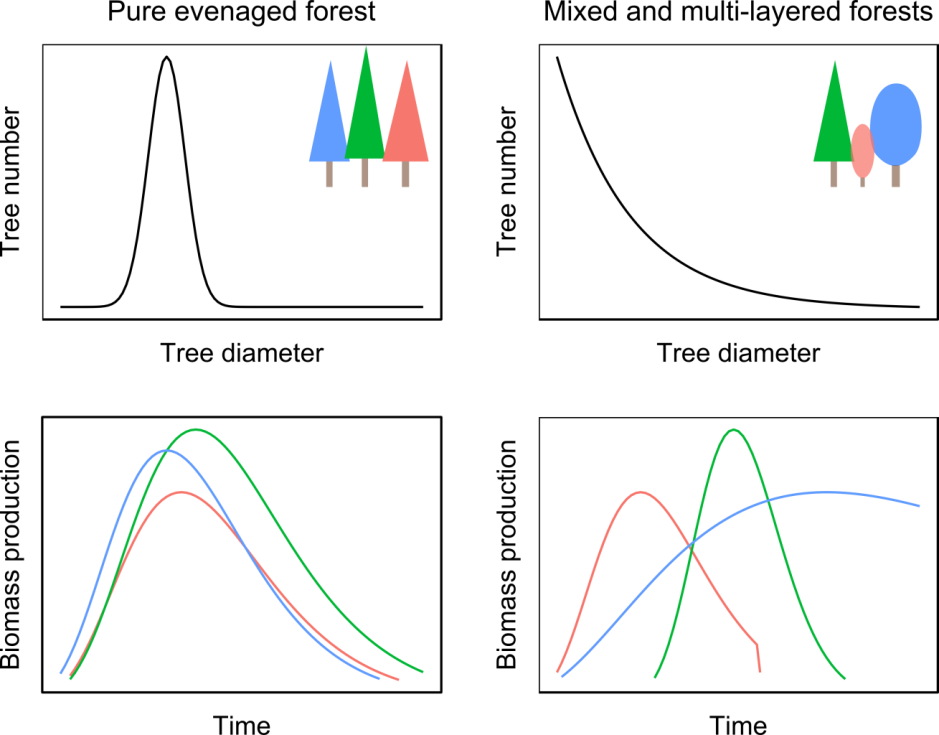 Pure evenaged forest
Mixed and multi-layered forests
Tree number
Tree number
Tree diameter
Tree diameter
Biomass production
Biomass production
Time
Time